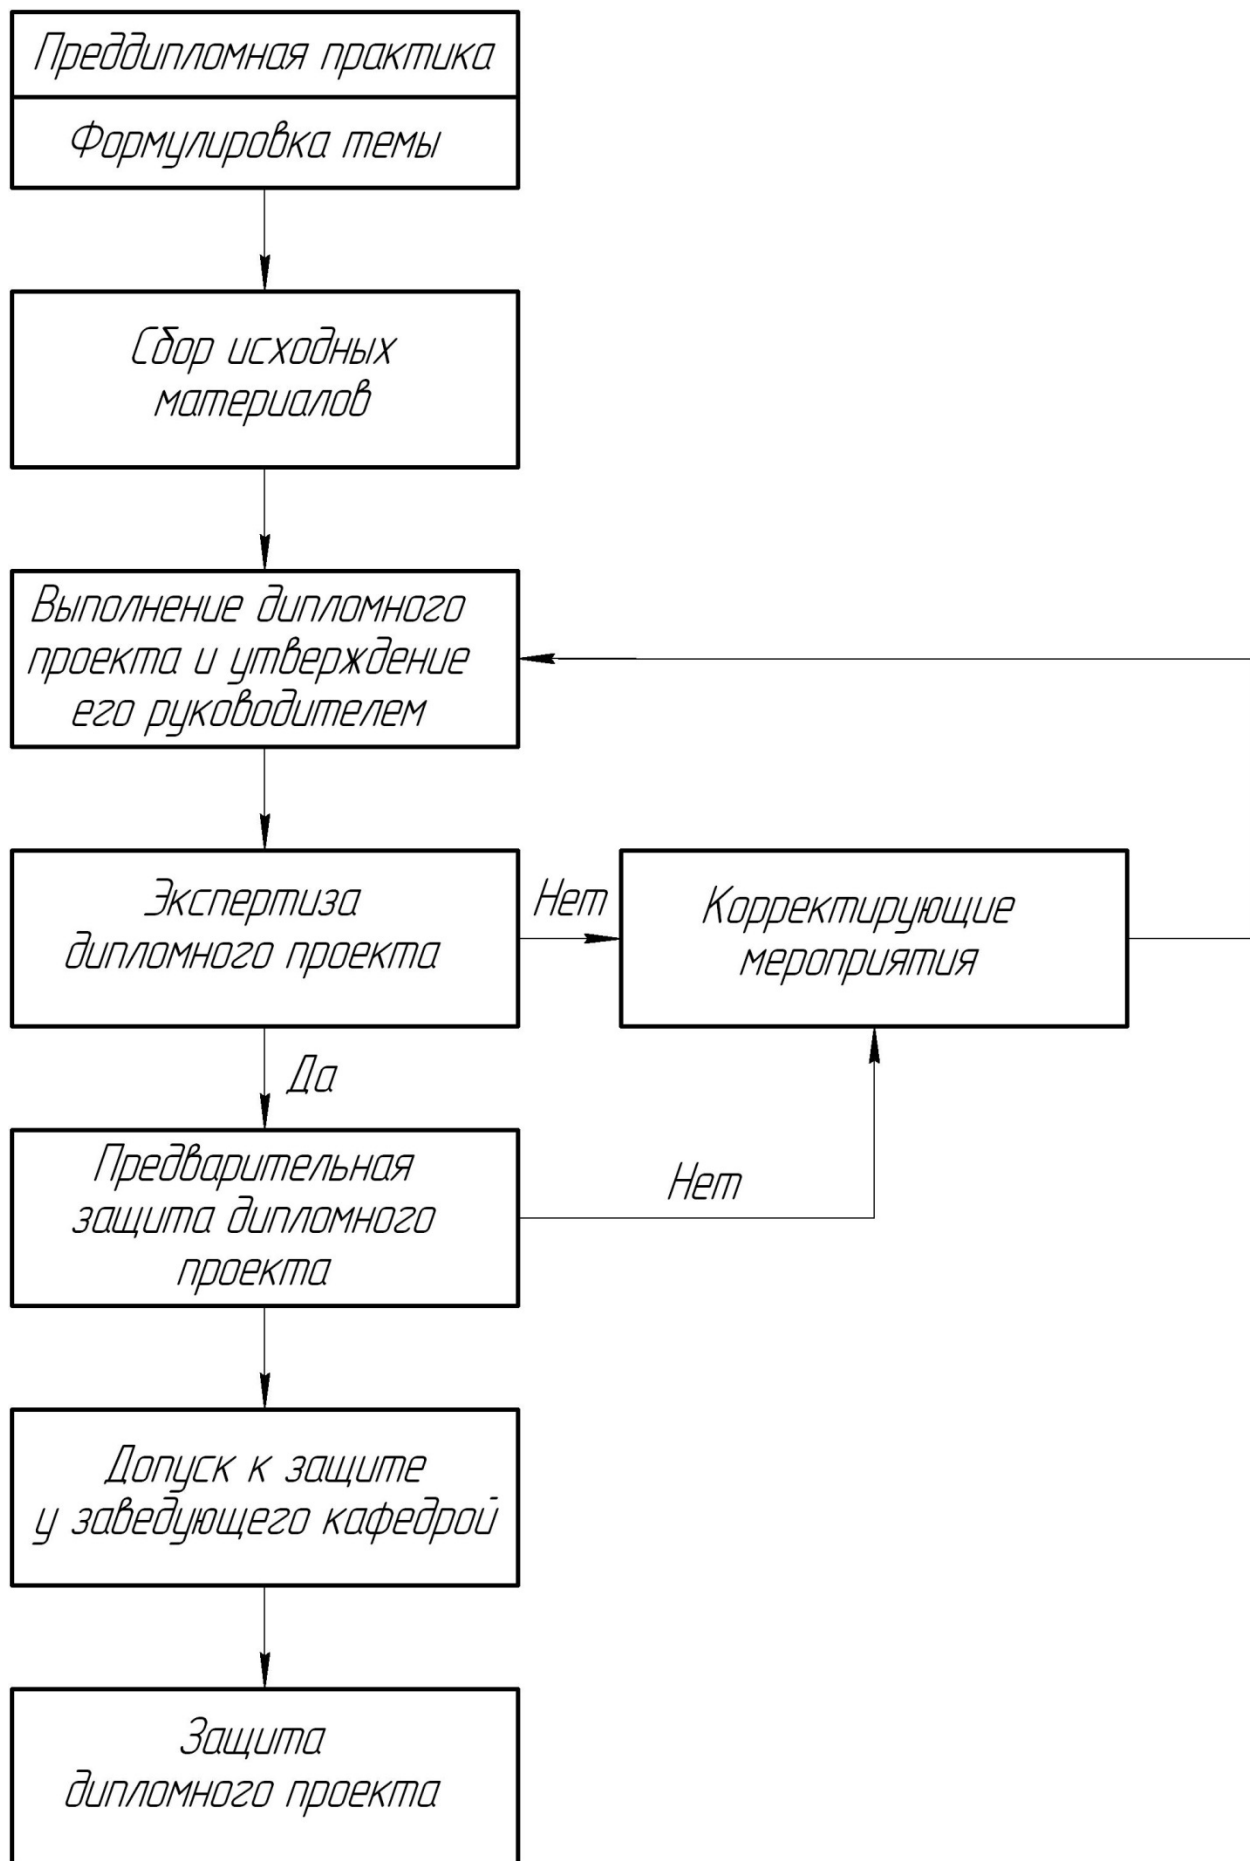 Преддипломная практика
Формулировка темы
Сбор исходных
материалов
Выполнение дипломного
проекта и утверждение
его руководителем
Экспертиза
дипломного проекта
Нет
Корректирующие
мероприятия
Да
Предварительная
защита дипломного
проекта
Нет
Допуск к защите
у заведующего кафедрой
Защита
дипломного проекта